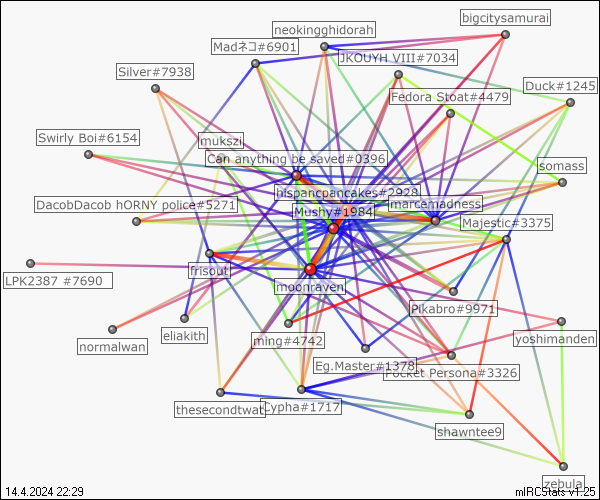 bigcitysamurai
neokingghidorah
Madネコ#6901
JKOUYH VIII#7034
Silver#7938
Duck#1245
Fedora Stoat#4479
Swirly Boi#6154
mukszi
Can anything be saved#0396
somass
hispancpancakes#2928
DacobDacob hORNY police#5271
Mushy#1984
marcemadness
Majestic#3375
frisout
LPK2387 #7690
moonraven
Pikabro#9971
eliakith
yoshimanden
ming#4742
normalwan
Eg.Master#1378
Pocket Persona#3326
thesecondtwat
Cypha#1717
shawntee9
zebula
14.4.2024 22:29
mIRCStats v1.25